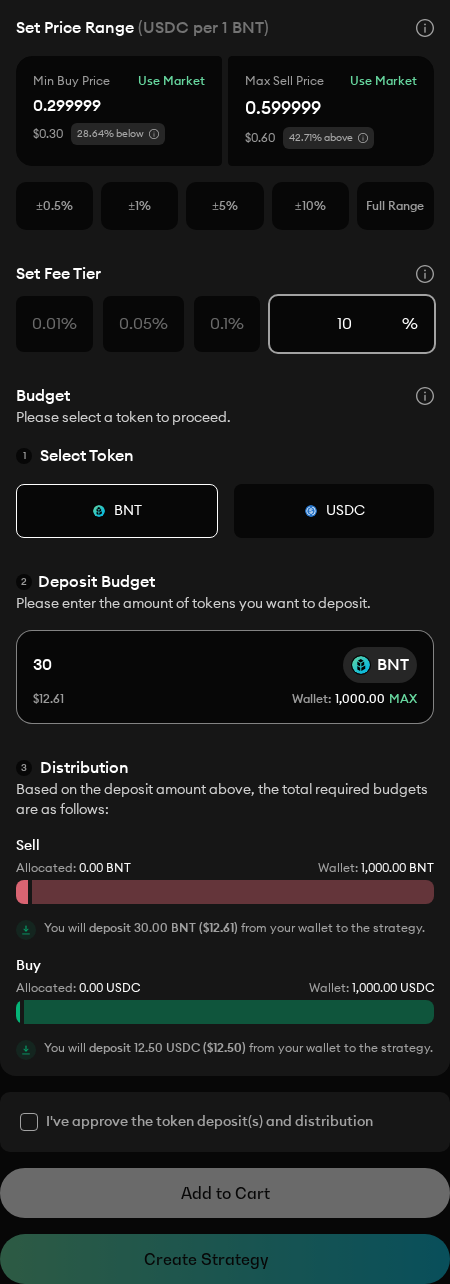 Set Price Range (USDC per 1 BNT)
Min Buy Price Use Market
0.299999
$0.30 28.64% below
Max Sell Price Use Market
0.599999
$0.60 42.71% above
±0.5% ±1% ±5% ±10% Full Range
Set Fee Tier
0.01% 0.05% 0.1% 10 %
Budget
Please select a token to proceed.
1 Select Token
BNT USDC
2 Deposit Budget
Please enter the amount of tokens you want to deposit.
30 BNT
$12.61 Wallet: 1,000.00 MAX
3 Distribution
Based on the deposit amount above, the total required budgets
are as follows:
Sell
Allocated: 0.00 BNT Wallet: 1,000.00 BNT
You will deposit 30.00 BNT ($12.61) from your wallet to the strategy.
Buy
Allocated: 0.00 USDC Wallet: 1,000.00 USDC
You will deposit 12.50 USDC ($12.50) from your wallet to the strategy.
I've approve the token deposit(s) and distribution
Add to Cart
Create Strategy